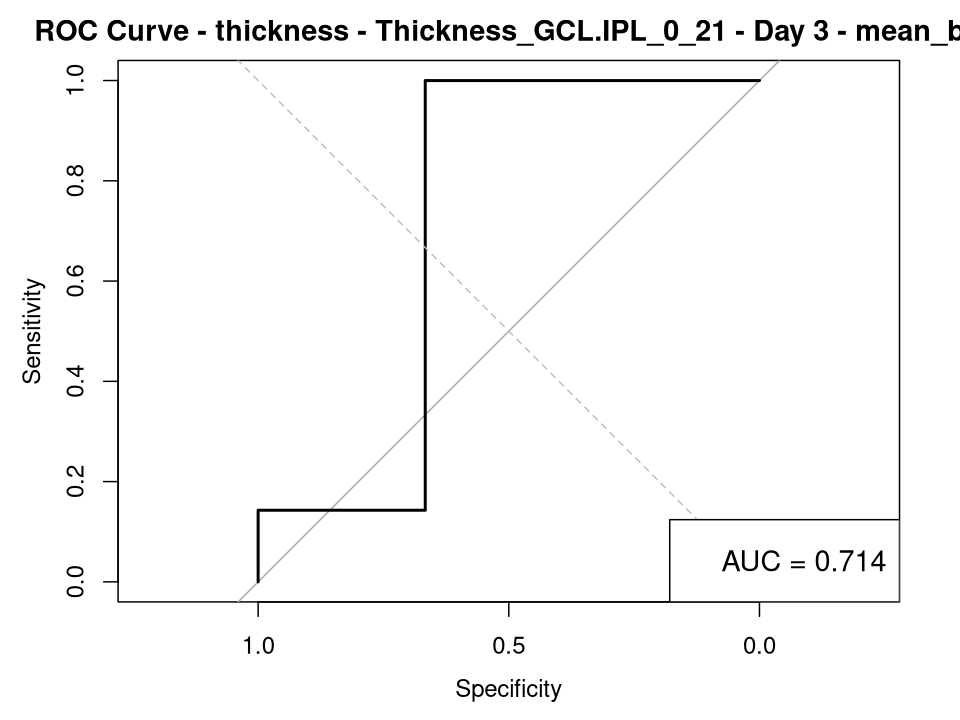 ROC Curve - thickness - Thickness_GCL.IPL_0_21 - Day 3 - mean_b
1.0
0.8
0.6
0.4
0.2
0.0
Sensitivity
AUC = 0.714
1.0 0.5 0.0
Specificity